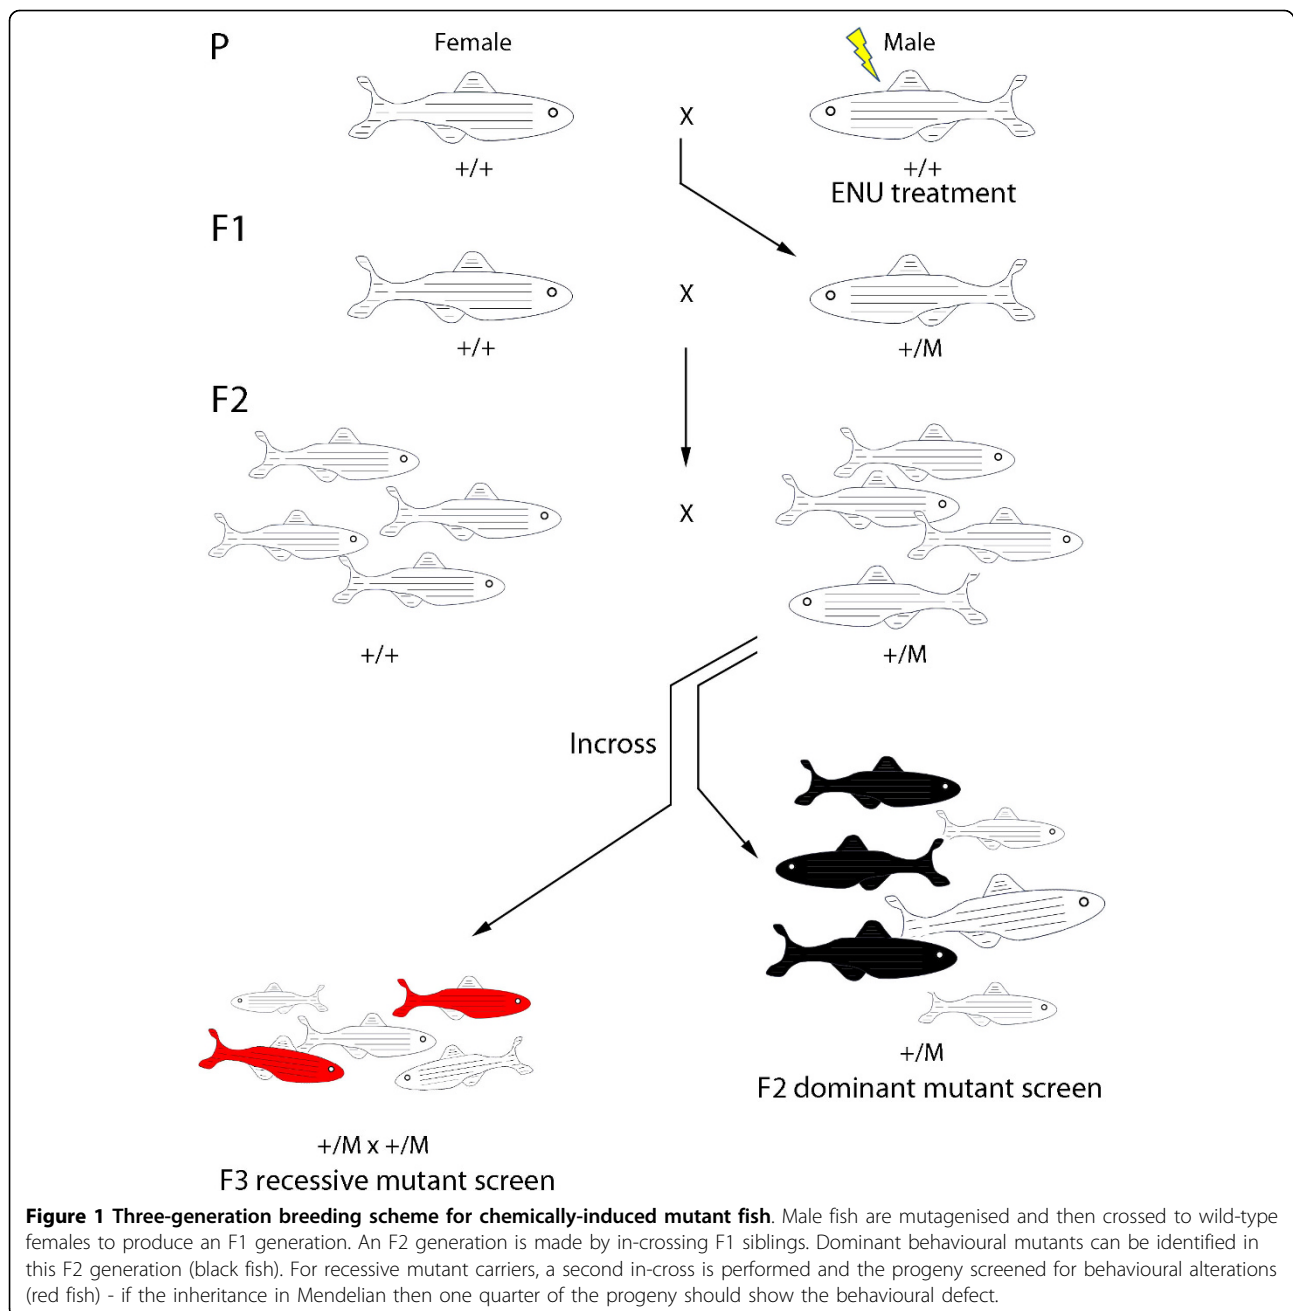 P
Female
Male
X
+/+
+/+
ENU treatment
F1
X
+/+
+/M
F2
X
+/+
+/M
Incross
+/M
F2 dominant mutant screen
+/M x +/M
F3 recessive mutant screen
Figure 1 Three-generation breeding scheme for chemically-induced mutant fish. Male fish are mutagenised and then crossed to wild-type
females to produce an F1 generation. An F2 generation is made by in-crossing F1 siblings. Dominant behavioural mutants can be identified in
this F2 generation (black fish). For recessive mutant carriers, a second in-cross is performed and the progeny screened for behavioural alterations
(red fish) - if the inheritance in Mendelian then one quarter of the progeny should show the behavioural defect.